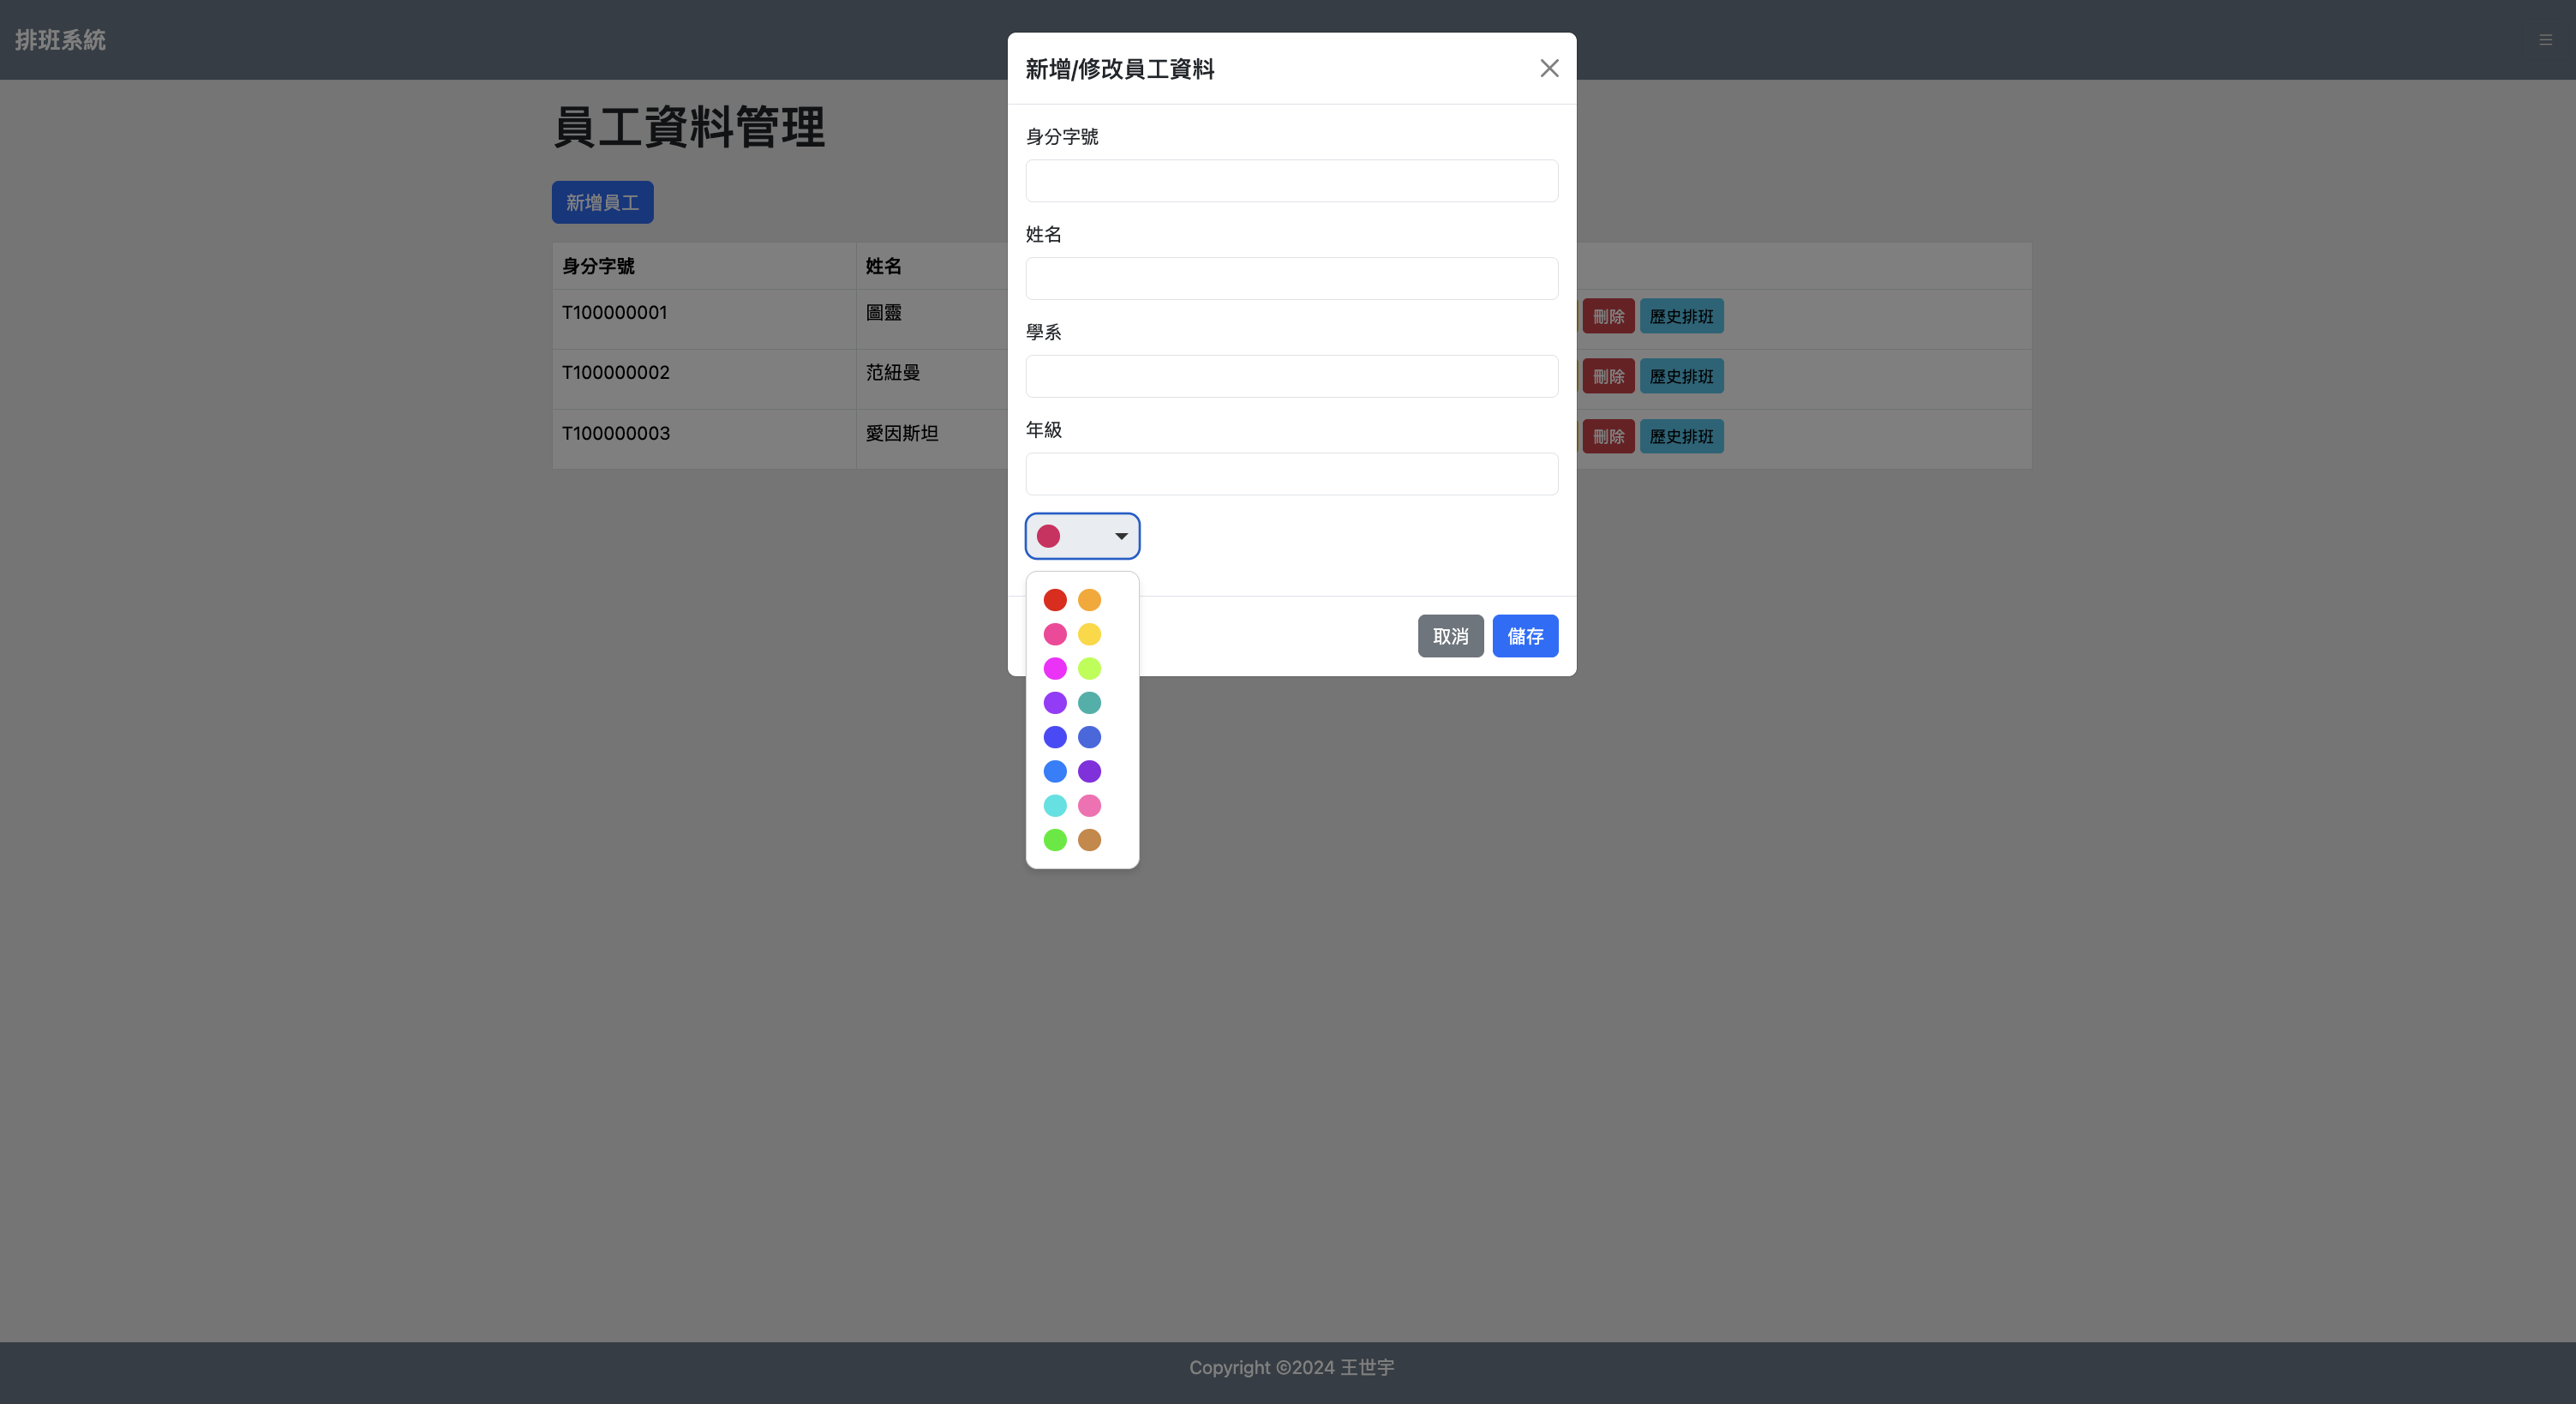 排班系統
新增/修改員工資料
身分字號
姓名
學系
年級
取消 儲存
員工資料管理
新增員工
身分字號 姓名
T100000001 圖靈 刪除 歷史排班
T100000002 范紐曼 刪除 歷史排班
T100000003 愛因斯坦 刪除 歷史排班
Copyright ©2024 王世宇